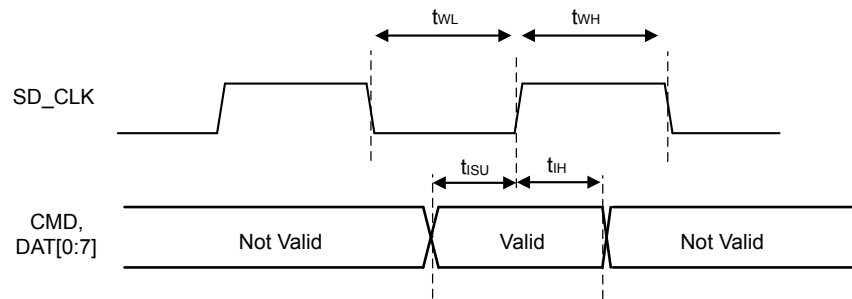 tWL tWH
SD_CLK
tISU tIH
CMD,
DAT[0:7]
Not Valid Valid Not Valid